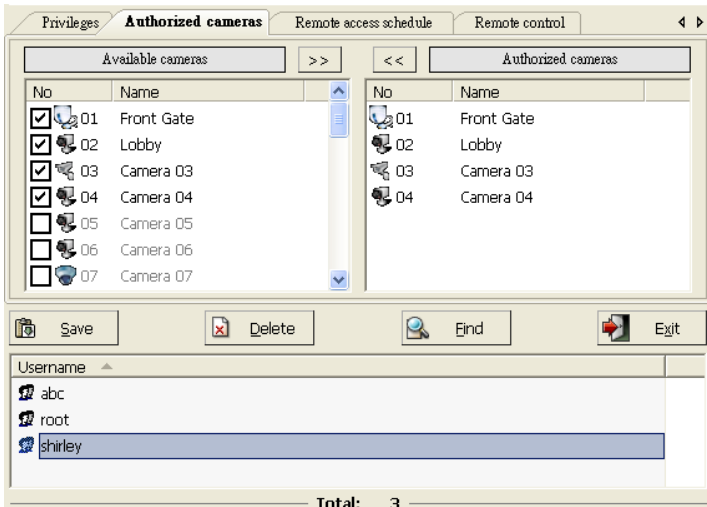 Privileges Authorized cameras Remote access schedule Remote control
Available cameras >> << Authorized cameras
No Name No Name
01 Front Gate 01 Front Gate
02 Lobby 02 Lobby
03 Camera 03 03 Camera 03
04 Camera 04 04 Camera 04
05 Camera 05
06 Camera 06
07 Camera 07
Save Delete Find Exit
Username
abc
root
shirley
Total: 3